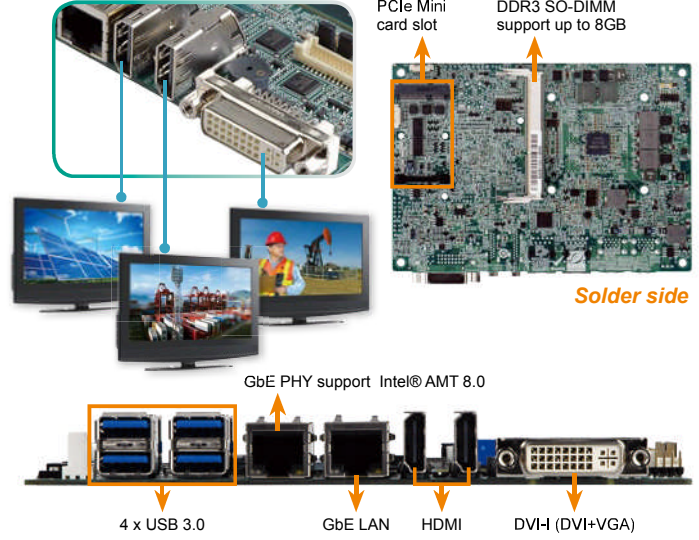 PCIe Mini
card slot
DDR3 SO-DIMM
support up to 8GB
Solder side
GbE PHY support Intel® AMT 8.0
4 x USB 3.0
GbE LAN
HDMI
DVI-I (DVI+VGA)